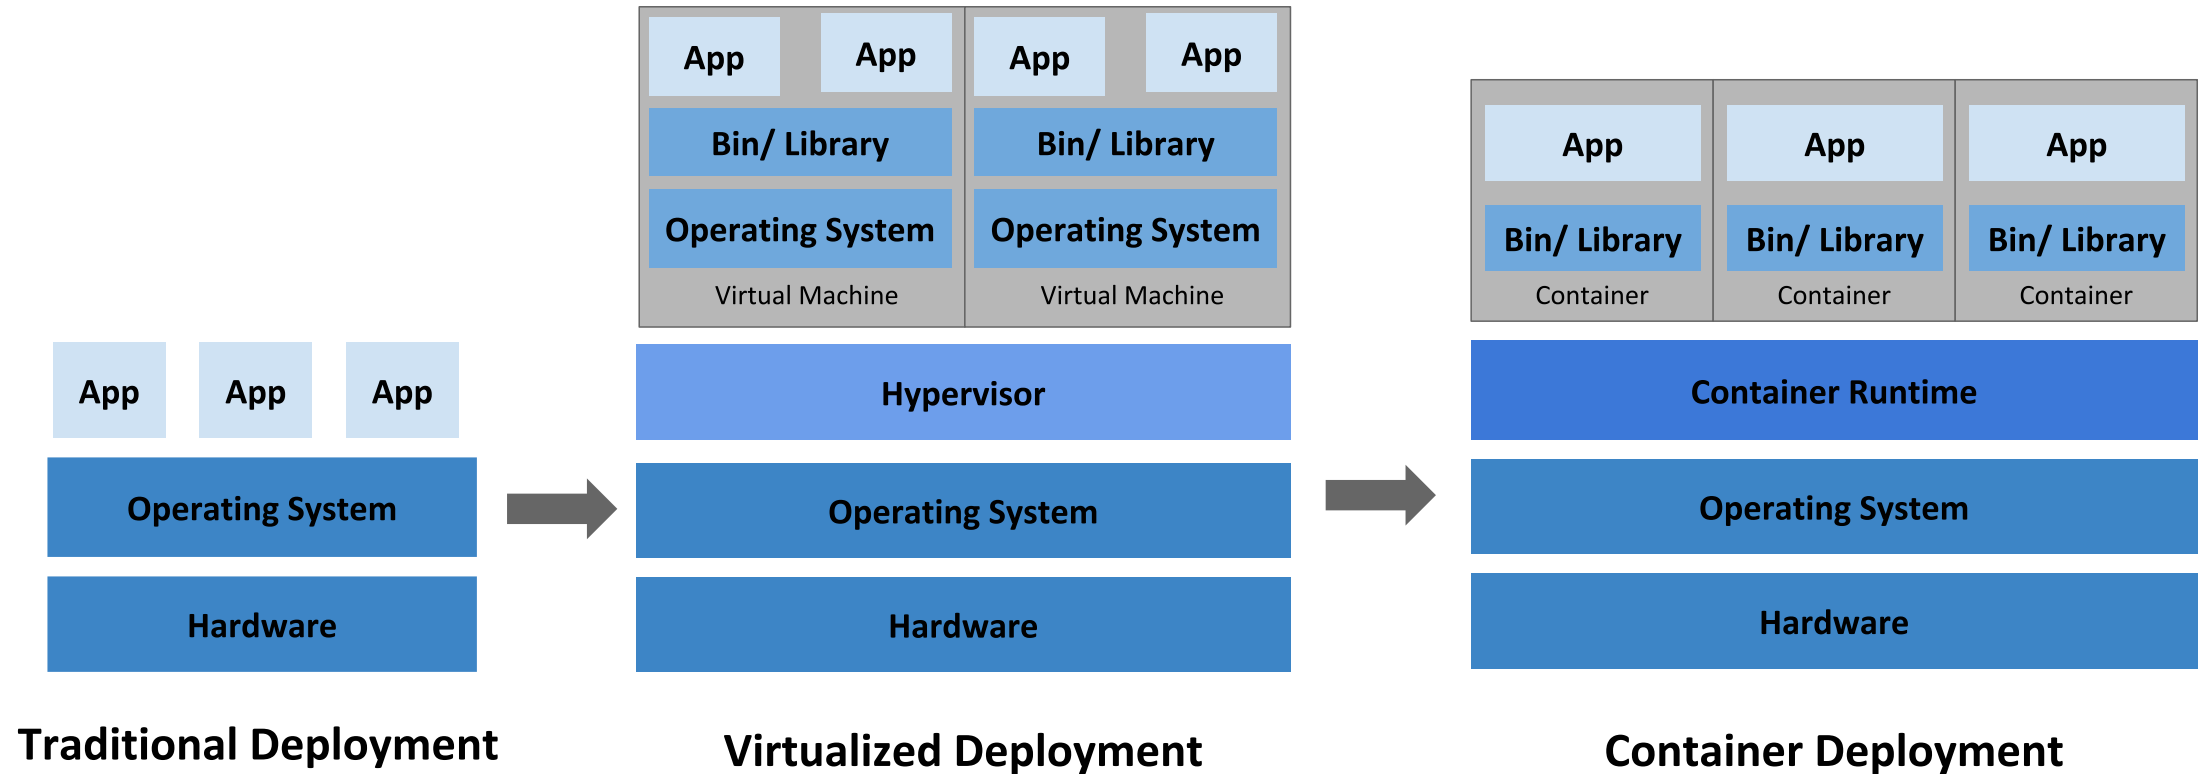 App
App
App
Operating System
Hardware
Traditional Deployment
App
App
Bin/ Library
Operating System
Virtual Machine
App
App
Bin/ Library
Operating System
Virtual Machine
Hypervisor
Operating System
Hardware
Virtualized Deployment
App
Bin/ Library
Container
App
Bin/ Library
Container
App
Bin/ Library
Container
Container Runtime
Operating System
Hardware
Container Deployment